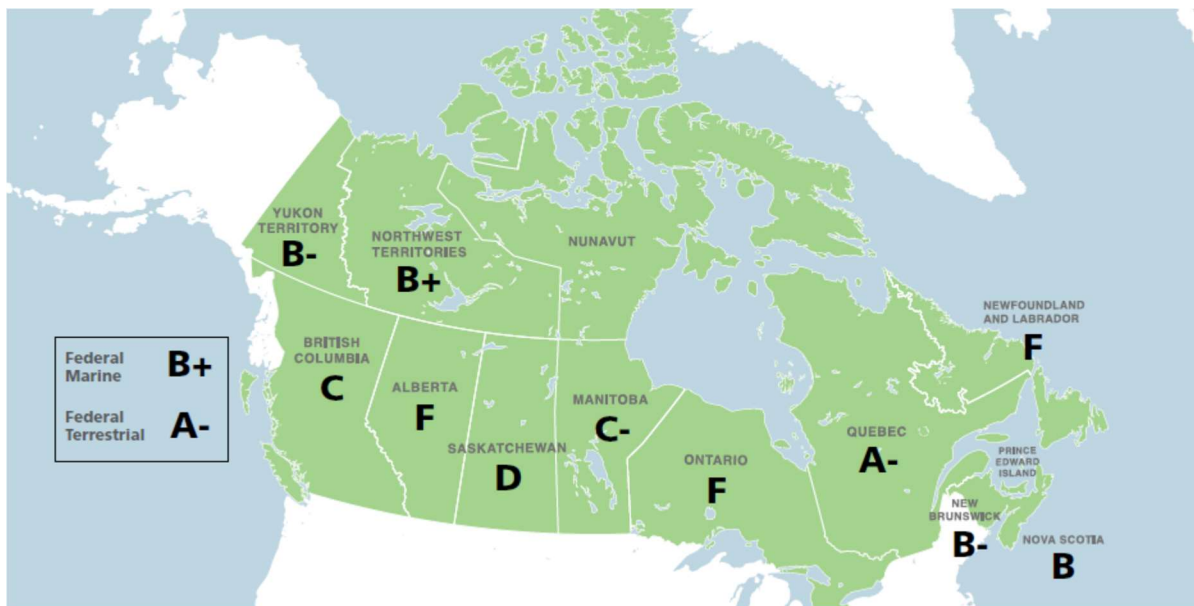 YUKON
TERRITORY
B-
NORTHWEST
TERRITORIES
B+
NUNAVUT
NEWFOUNDLAND
AND LABRADOR
F
Federal
Marine
B+
Federal
Terrestrial
A-
BRITISH
COLUMBIA
C
ALBERTA
F
SASKATCHEWAN
D
MANITOBA
C-
ONTARIO
F
QUEBEC
A-
PRINCE
EDWARD
ISLAND
NEW
BRUNSWICK
B-
NOVA SCOTIA
B